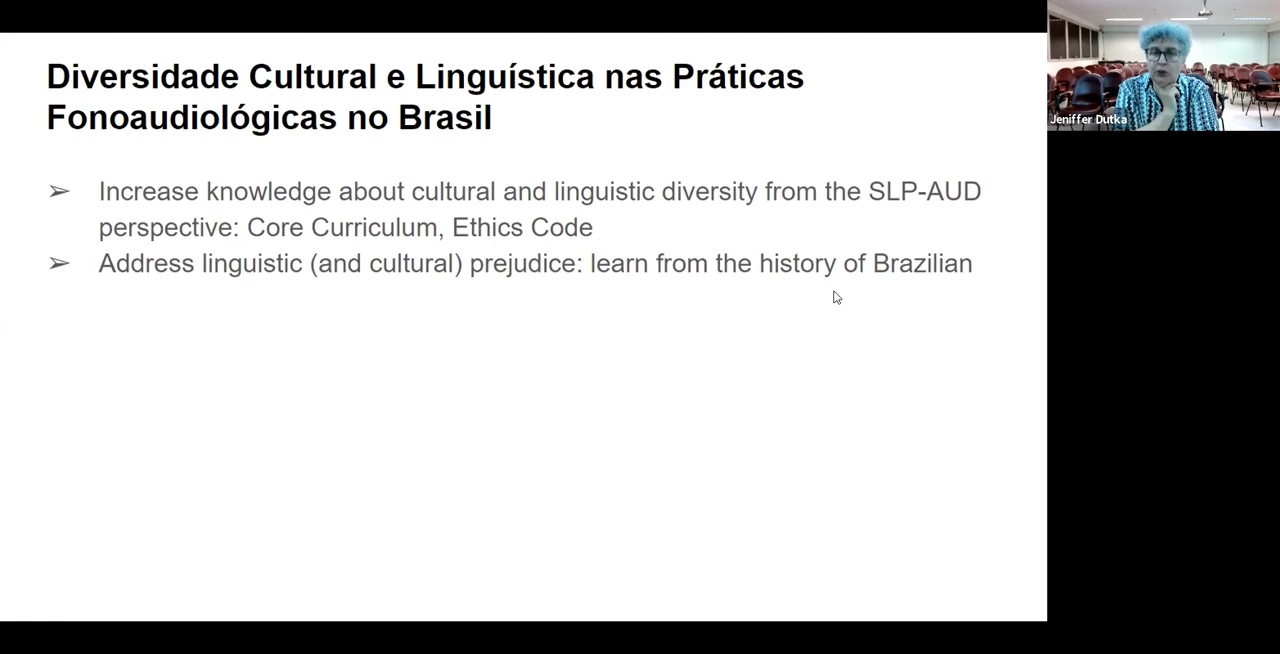 Diversidade Cultural e Linguística nas Práticas
Fonoaudiológicas no Brasil
➢ Increase knowledge about cultural and linguistic diversity from the SLP-AUD
perspective: Core Curriculum, Ethics Code
➢ Address linguistic (and cultural) prejudice: learn from the history of Brazilian
Jeniffer Dutka